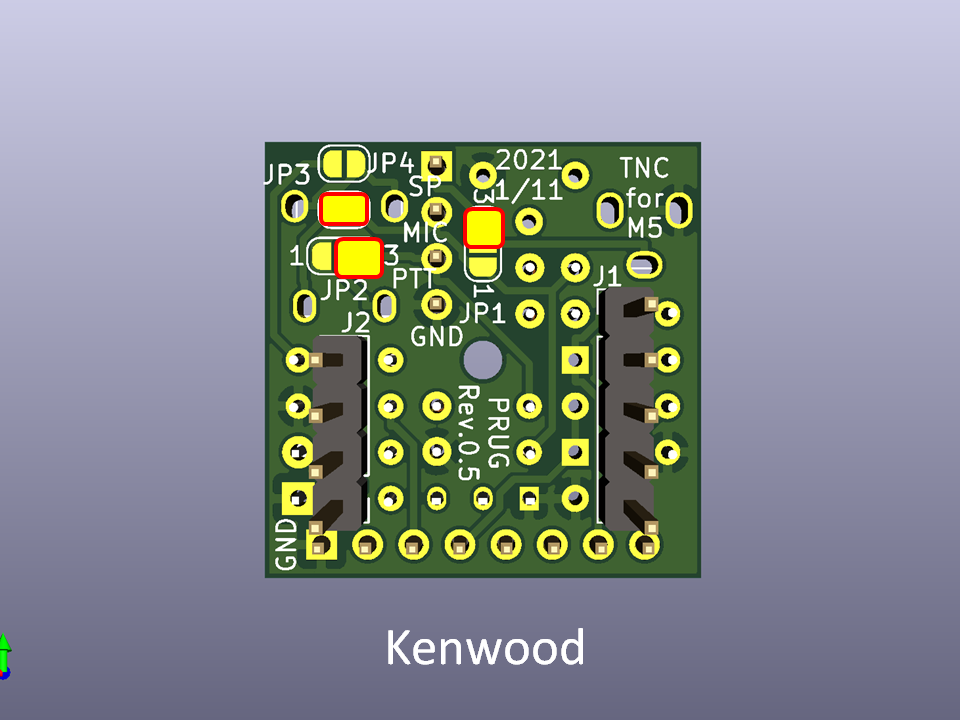 JP3
JP4
SP
MIC
1 3
PTT
JP2
J2
GND
2021
1/11
3
1
JP1
TNC
for
M5
J1
PRUG
Rev.0.5
GND
Kenwood